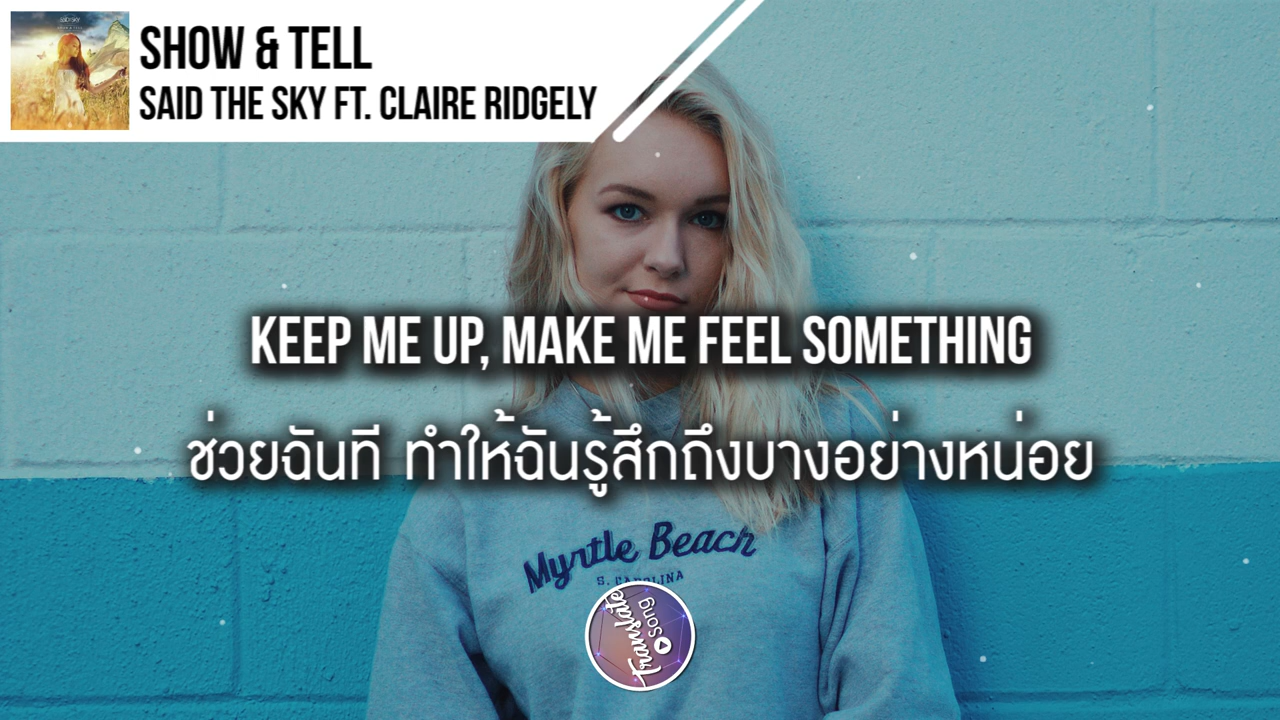 SHOW & TELL
SAID THE SKY FT. CLAIRE RIDGELY
KEEP ME UP, MAKE ME FEEL SOMETHING
ช่วยฉันที ทำให้ฉันรู้สึกถึงบางอย่างหน่อย
Myrtle Beach
S. CAROLINA
Translate
Song